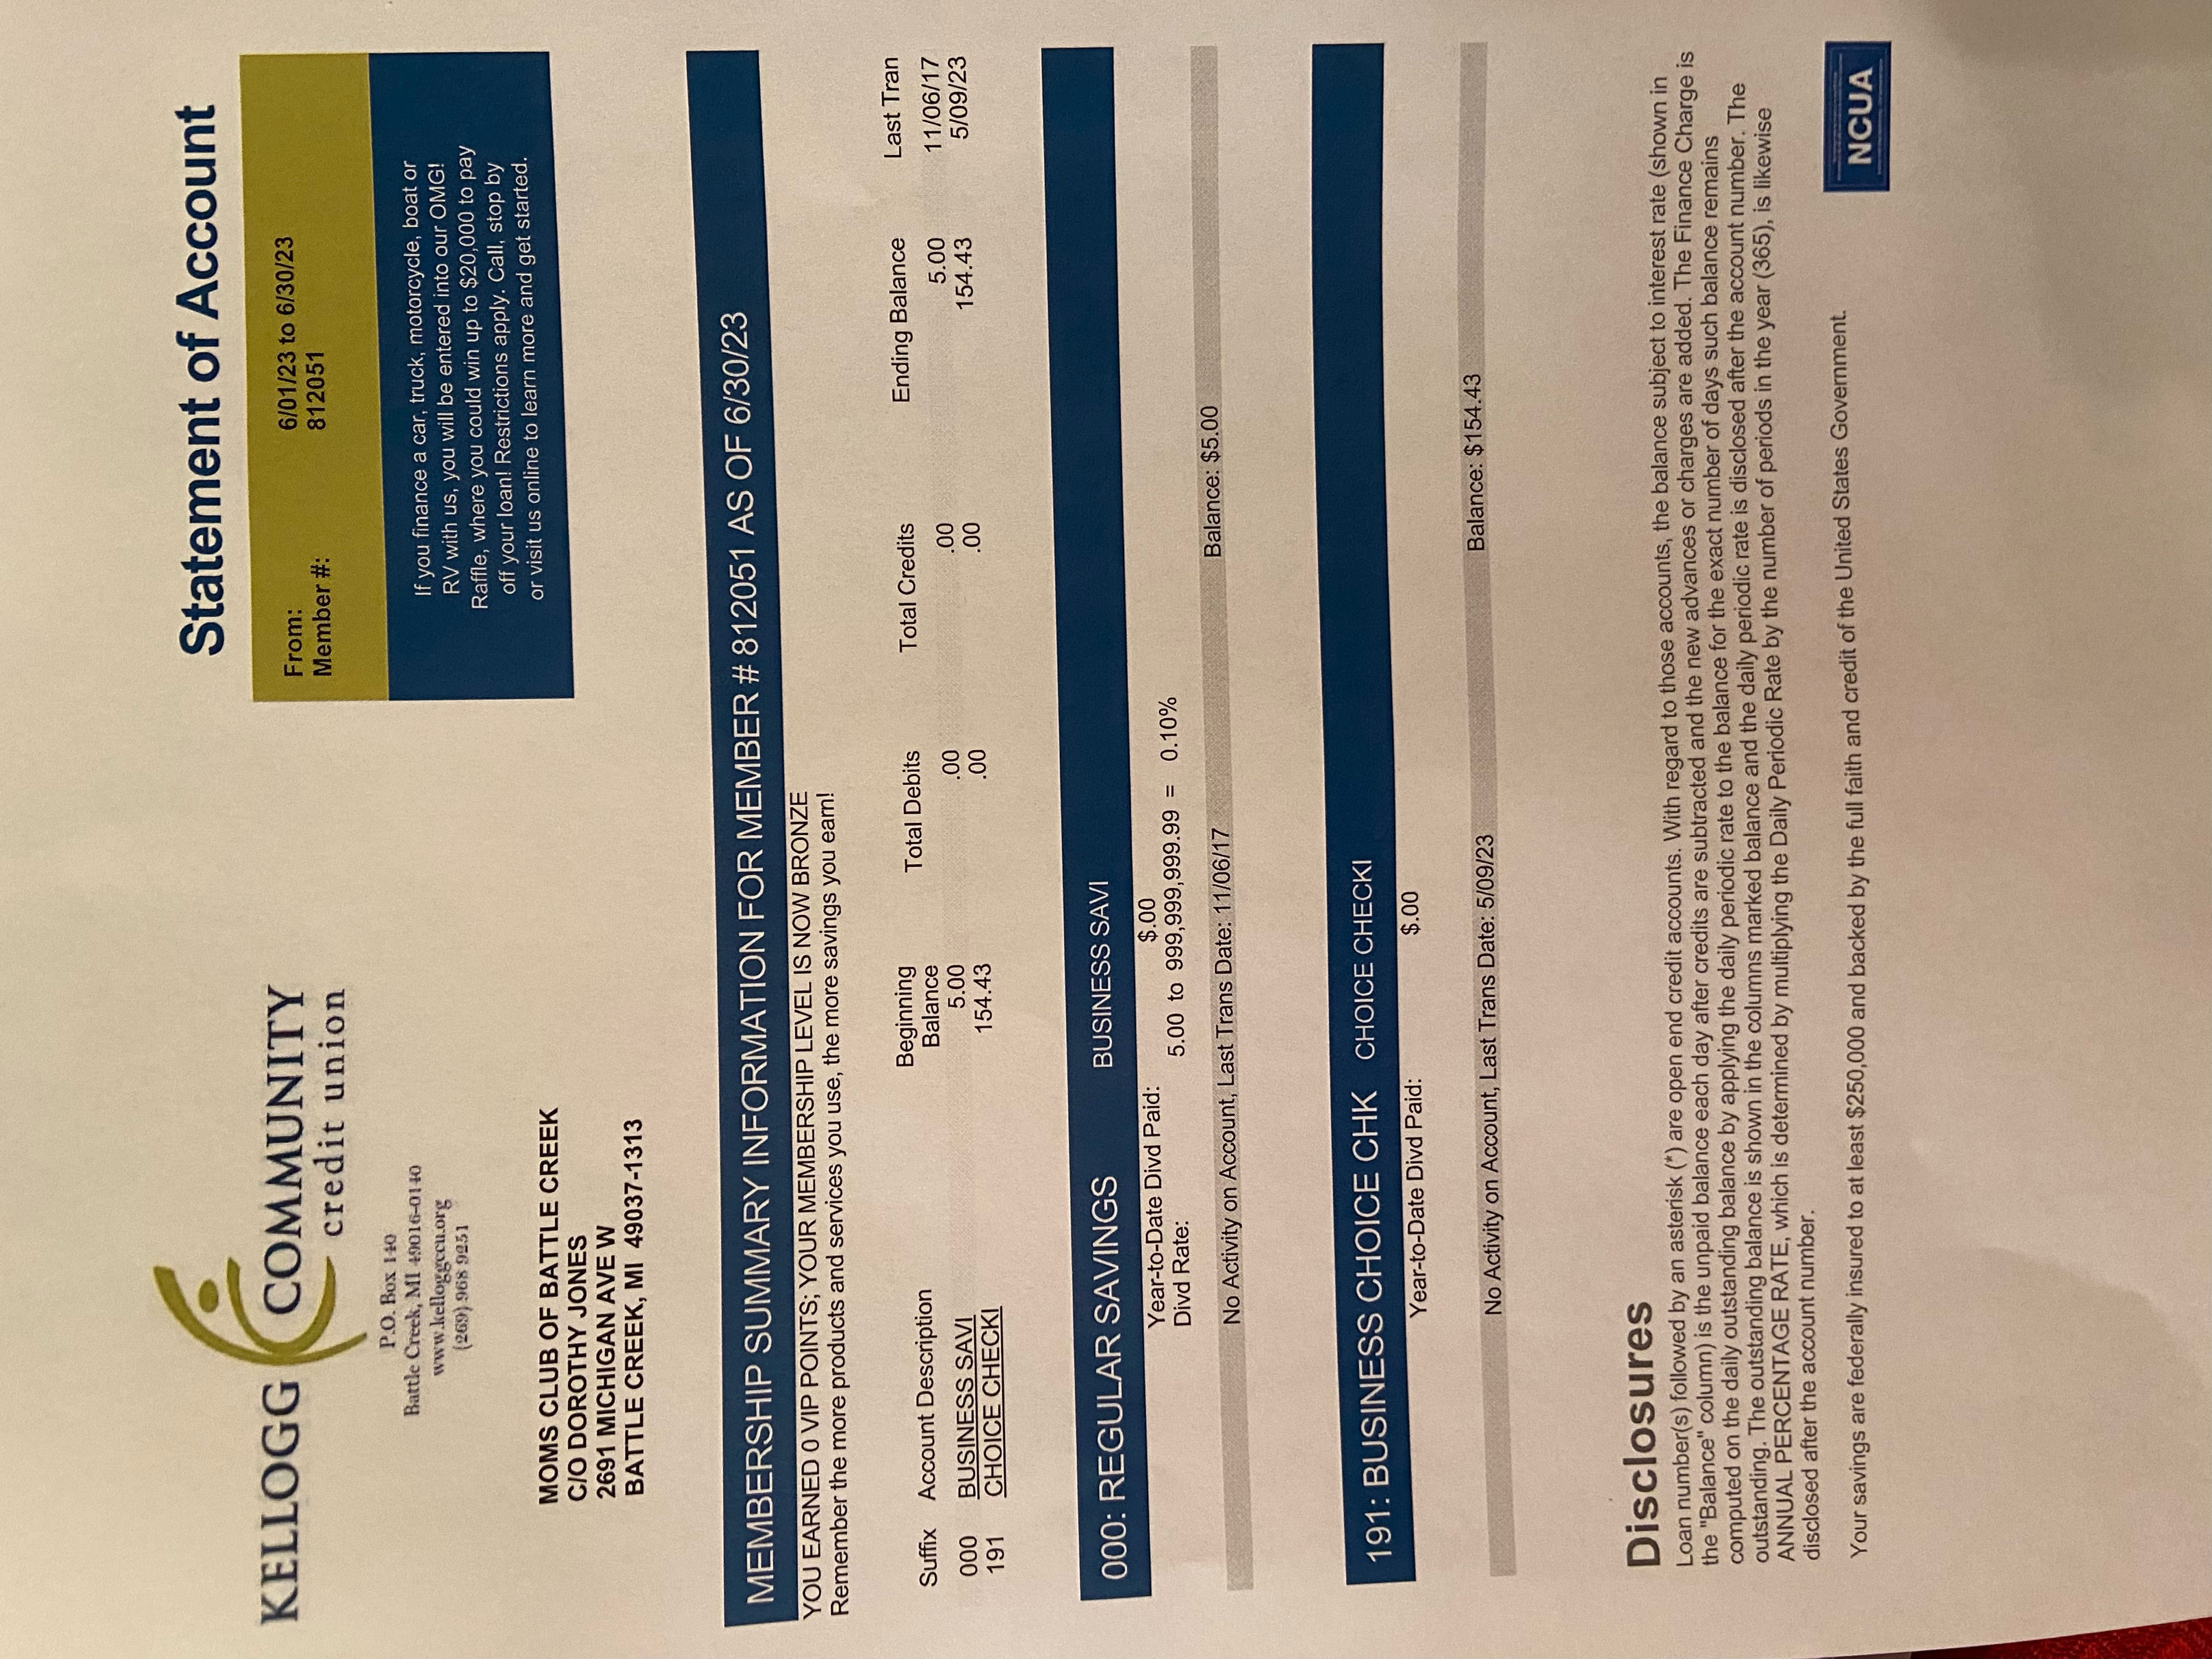 KELLOGG COMMUNITY
credit union
P.O. Box 140
Battle Creek, MI 49016-0140
www.kelloggccu.org
(269) 968 9251
Statement of Account
From: 6/01/23 to 6/30/23
Member #: 812051
If you finance a car, truck, motorcycle, boat or
RV with us, you will be entered into our OMG!
Raffle, where you could win up to $20,000 to pay
off your loan! Restrictions apply. Call, stop by
or visit us online to learn more and get started.
MOMS CLUB OF BATTLE CREEK
C/O DOROTHY JONES
2691 MICHIGAN AVE W
BATTLE CREEK, MI 49037-1313
MEMBERSHIP SUMMARY INFORMATION FOR MEMBER # 812051 AS OF 6/30/23
YOU EARNED 0 VIP POINTS; YOUR MEMBERSHIP LEVEL IS NOW BRONZE
Remember the more products and services you use, the more savings you earn!
Suffix Account Description Beginning Balance Total Debits Total Credits Ending Balance Last Tran
000 BUSINESS SAVI 5.00 .00 .00 5.00 11/06/17
191 CHOICE CHECKI 154.43 .00 .00 154.43 5/09/23
000: REGULAR SAVINGS BUSINESS SAVI
Year-to-Date Divd Paid: $.00
Divd Rate: 5.00 to 999,999,999.99 = 0.10%
No Activity on Account, Last Trans Date: 11/06/17 Balance: $5.00
191: BUSINESS CHOICE CHK CHOICE CHECKI
Year-to-Date Divd Paid: $.00
No Activity on Account, Last Trans Date: 5/09/23 Balance: $154.43
Disclosures
Loan number(s) followed by an asterisk (*) are open end credit accounts. With regard to those accounts, the balance subject to interest rate (shown in
the "Balance" column) is the unpaid balance each day after credits are subtracted and the new advances or charges are added. The Finance Charge is
computed on the daily outstanding balance by applying the daily periodic rate to the balance for the exact number of days such balance remains
outstanding. The outstanding balance is shown in the columns marked balance and the daily periodic rate is disclosed after the account number. The
ANNUAL PERCENTAGE RATE, which is determined by multiplying the Daily Periodic Rate by the number of periods in the year (365), is likewise
disclosed after the account number.
Your savings are federally insured to at least $250,000 and backed by the full faith and credit of the United States Government.
NCUA